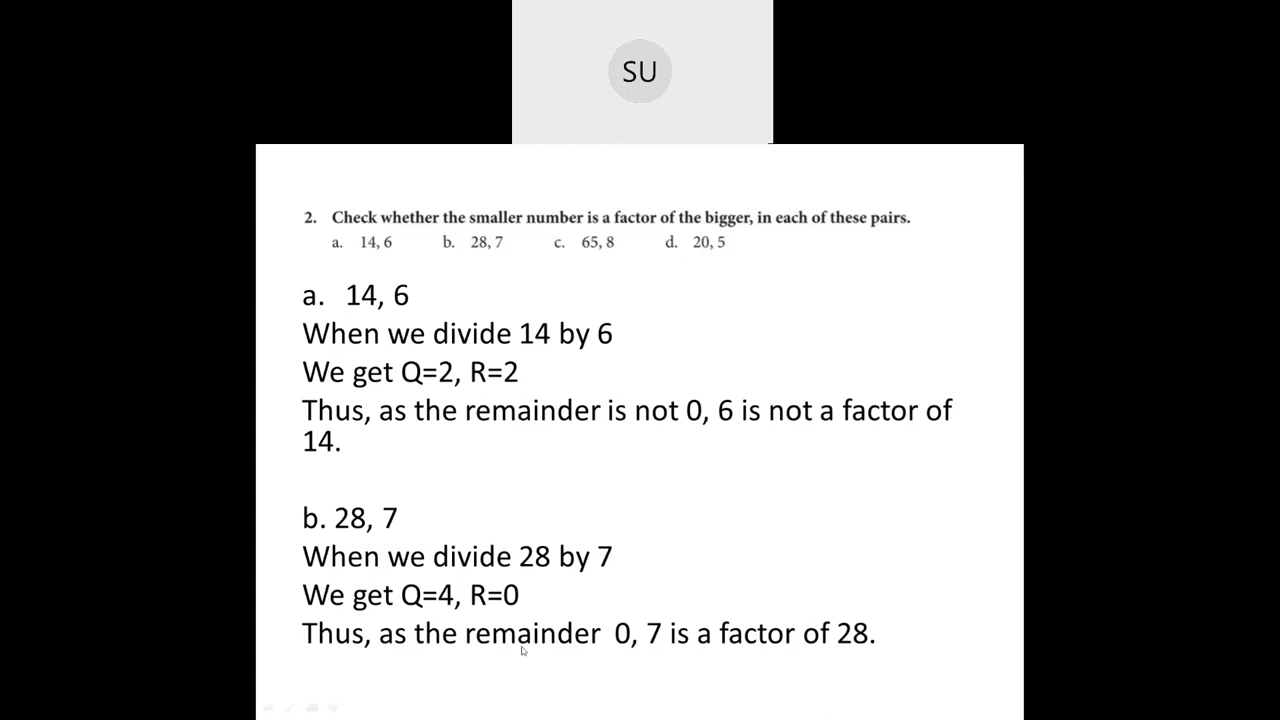 SU
2. Check whether the smaller number is a factor of the bigger, in each of these pairs.
a. 14, 6 b. 28, 7 c. 65, 8 d. 20, 5
a. 14, 6
When we divide 14 by 6
We get Q=2, R=2
Thus, as the remainder is not 0, 6 is not a factor of
14.
b. 28, 7
When we divide 28 by 7
We get Q=4, R=0
Thus, as the remainder 0, 7 is a factor of 28.